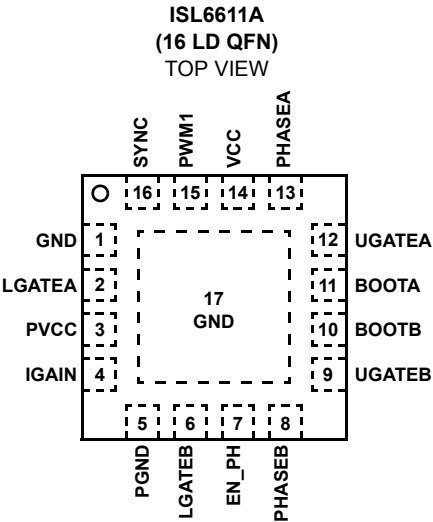 ISL6611A
(16 LD QFN)
TOP VIEW
SYNC
PWM1
VCC
PHASEA
16
15
14
13
GND 1
LGATEA 2
PVCC 3
IGAIN 4
12 UGATEA
11 BOOTA
10 BOOTB
9 UGATEB
17
GND
5
6
7
8
PGND
LGATEB
EN_PH
PHASEB